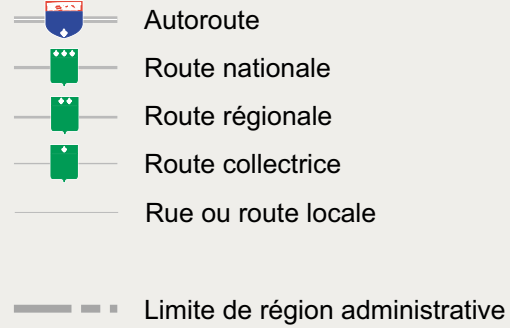 Autoroute
Route nationale
Route régionale
Route collectrice
Rue ou route locale
Limite de région administrative